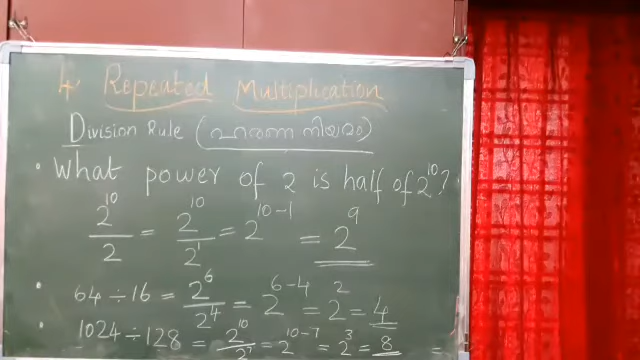 4. Repeated Multiplication
Division Rule (ഹരണ നിയമം)
• What power of 2 is half of 2¹⁰?
2¹⁰/2 = 2¹⁰/2¹ = 2¹⁰⁻¹ = 2⁹
• 64 ÷ 16 = 2⁶/2⁴ = 2⁶⁻⁴ = 2² = 4
• 1024 ÷ 128 = 2¹⁰/2⁷ = 2¹⁰⁻⁷ = 2³ = 8